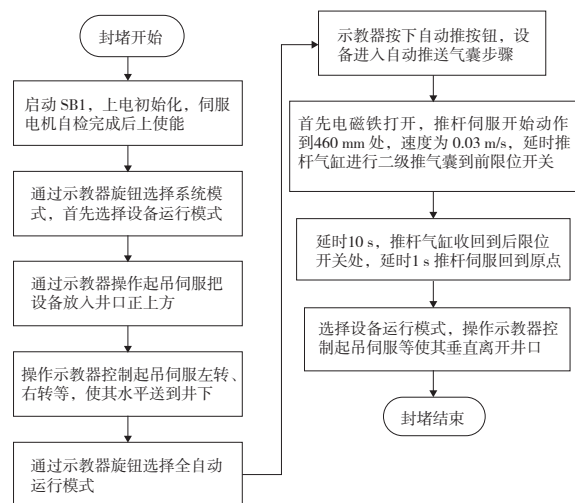 封堵开始
启动 SB1，上电初始化，伺服
电机自检完成后上使能
通过示教器旋钮选择系统模
式，首先选择设备运行模式
通过示教器操作起吊伺服把
设备放入井口正上方
操作示教器控制起吊伺服左转、
右转等，使其水平送到井下
通过示教器旋钮选择全自动
运行模式
示教器按下自动推按钮，设
备进入自动推送气囊步骤
首先电磁铁打开，推杆伺服开始动作
到460 mm 处，速度为 0.03 m/s，延时推
杆气缸进行二级推气囊到前限位开关
延时10 s，推杆气缸收回到后限位
开关处，延时1 s 推杆伺服回到原点
选择设备运行模式，操作示教器控
制起吊伺服等使其垂直离开井口
封堵结束